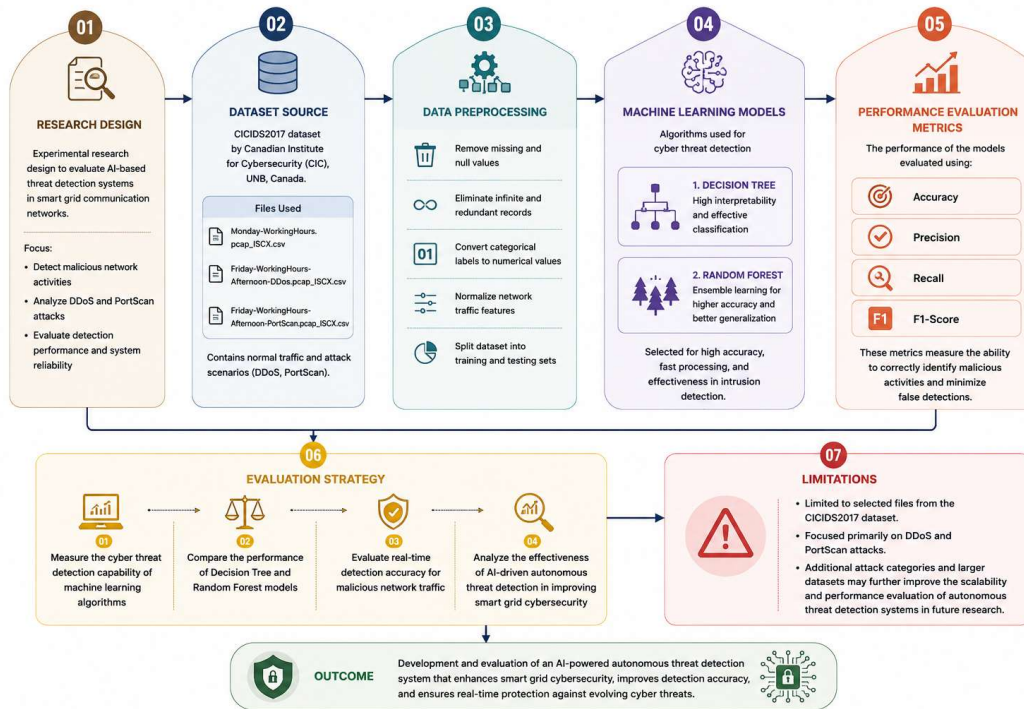 01
RESEARCH DESIGN
Experimental research
design to evaluate AI-based
threat detection systems
in smart grid communication
networks.
Focus:
• Detect malicious network
activities
• Analyze DDoS and PortScan
attacks
• Evaluate detection
performance and system
reliability
02
DATASET SOURCE
CICIDS2017 dataset
by Canadian Institute
for Cybersecurity (CIC),
UNB, Canada.
Files Used
Monday-WorkingHours.
pcap_ISCX.csv
Friday-WorkingHours-
Afternoon-DDos.pcap_ISCX.csv
Friday-WorkingHours-
Afternoon-PortScan.pcap_ISCX.csv
Contains normal traffic and attack
scenarios (DDoS, PortScan).
03
DATA PREPROCESSING
Remove missing and
null values
Eliminate infinite and
redundant records
01
Convert categorical
labels to numerical values
Normalize network
traffic features
Split dataset into
training and testing sets
04
MACHINE LEARNING MODELS
Algorithms used for
cyber threat detection
1. DECISION TREE
High interpretability
and effective
classification
2. RANDOM FOREST
Ensemble learning for
higher accuracy and
better generalization
Selected for high accuracy,
fast processing, and
effectiveness in intrusion
detection.
05
PERFORMANCE EVALUATION
METRICS
The performance of the models
evaluated using:
Accuracy
Precision
Recall
F1
F1-Score
These metrics measure the ability
to correctly identify malicious
activities and minimize
false detections.
06
EVALUATION STRATEGY
01
Measure the cyber threat
detection capability of
machine learning
algorithms
02
Compare the performance
of Decision Tree and
Random Forest models
03
Evaluate real-time
detection accuracy for
malicious network traffic
04
Analyze the effectiveness
of AI-driven autonomous
threat detection in improving
smart grid cybersecurity
07
LIMITATIONS
• Limited to selected files from the
CICIDS2017 dataset.
• Focused primarily on DDoS and
PortScan attacks.
• Additional attack categories and larger
datasets may further improve the scalability
and performance evaluation of autonomous
threat detection systems in future research.
OUTCOME
Development and evaluation of an AI-powered autonomous threat detection
system that enhances smart grid cybersecurity, improves detection accuracy,
and ensures real-time protection against evolving cyber threats.